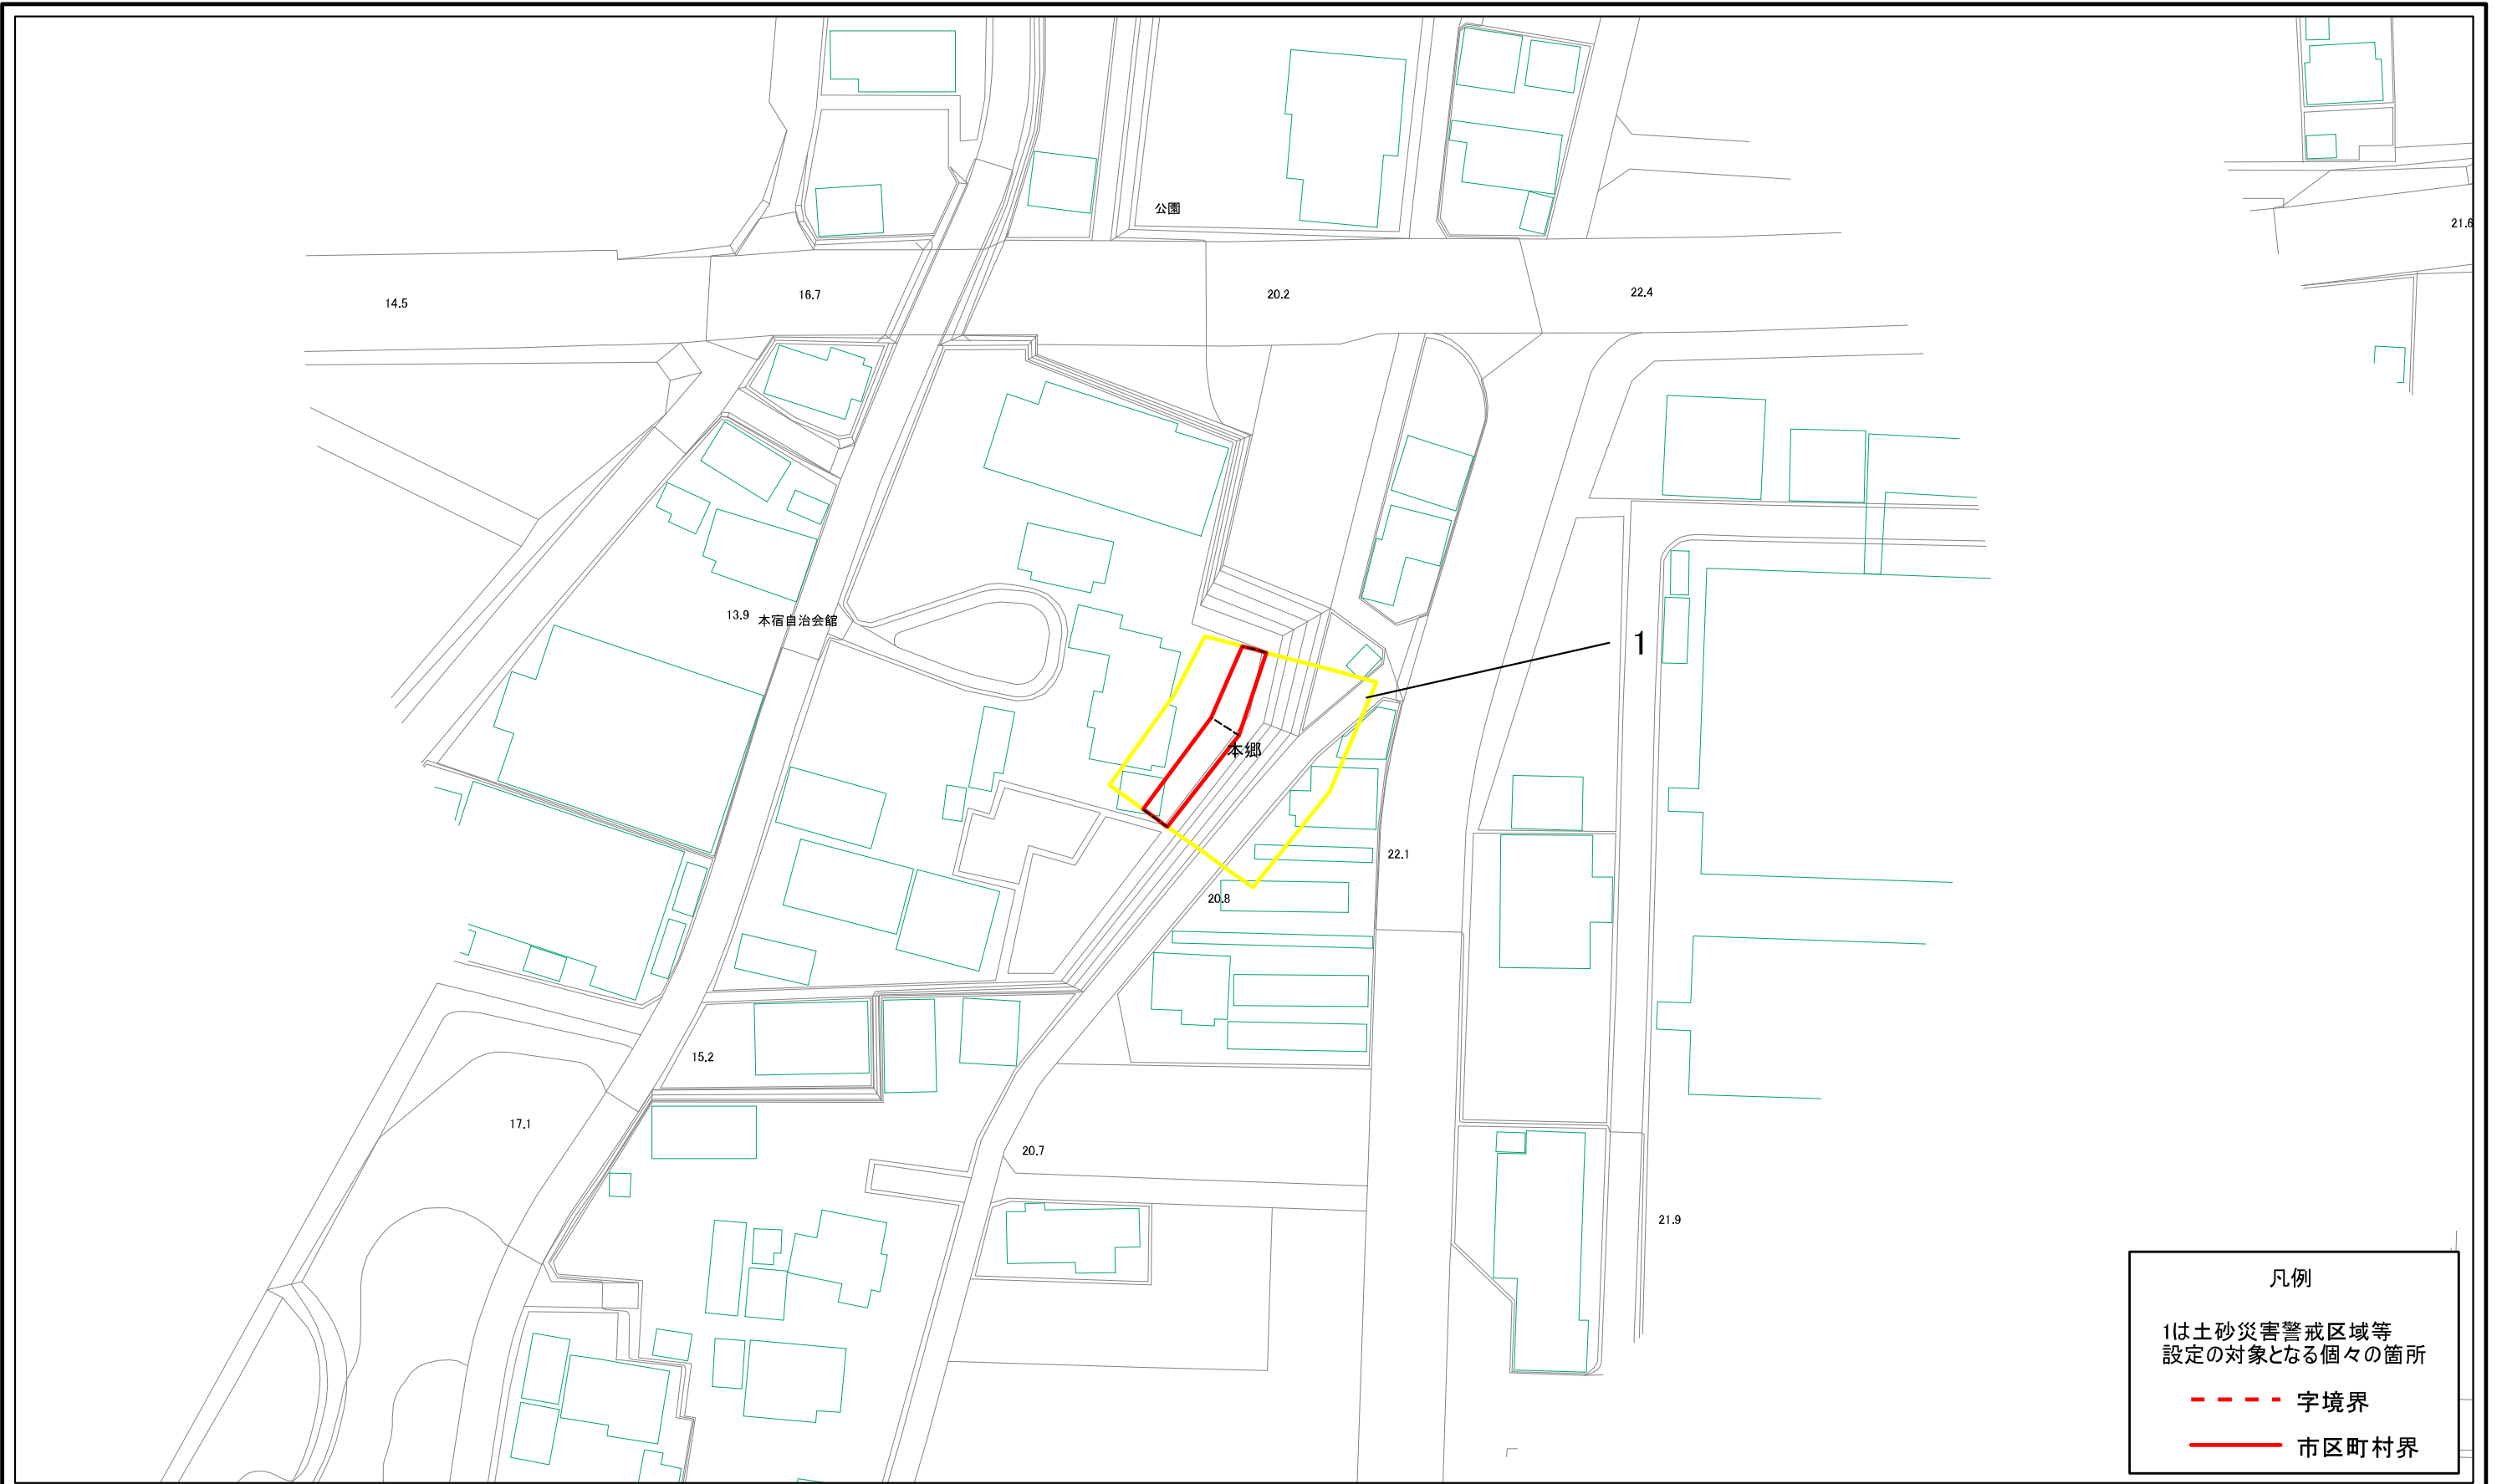 公園
21.6
14.5
16.7
20.2
22.4
13.9
本宿自治会館
1
本郷
22.1
20.8
15.2
17.1
20.7
21.9
凡例
1は土砂災害警戒区域等
設定の対象となる個々の箇所
字境界
市区町村界